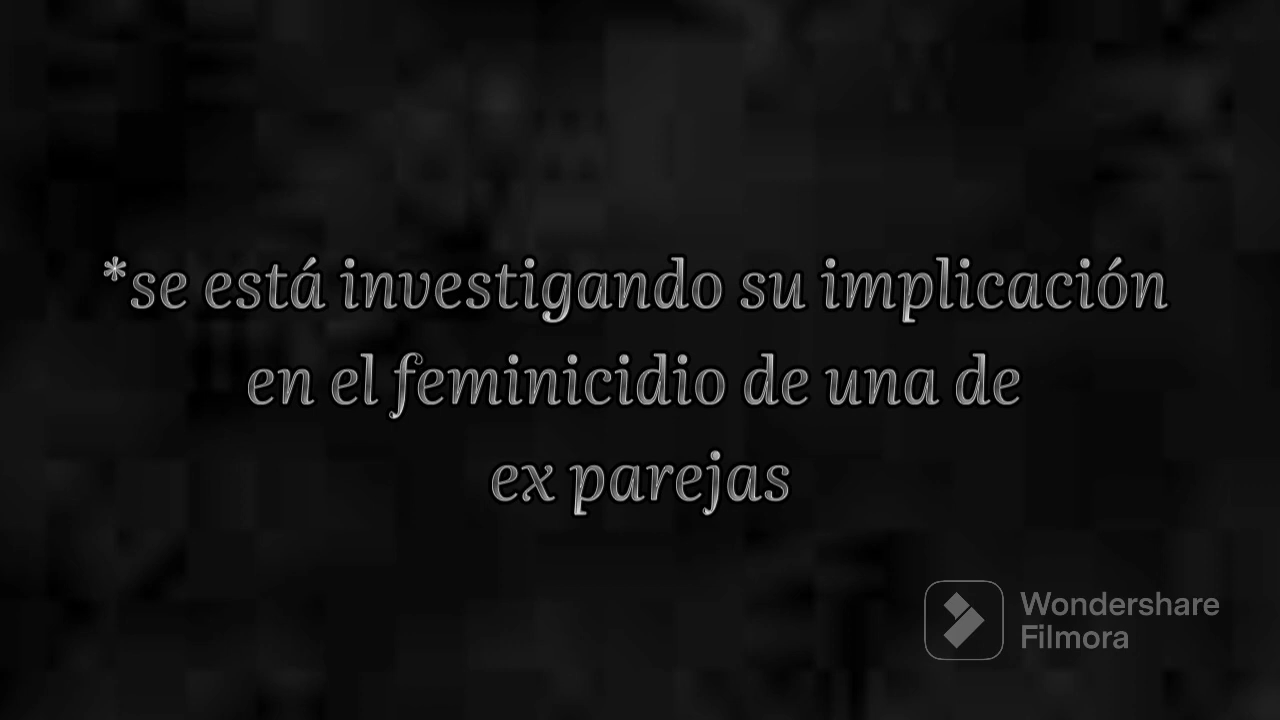 *se está investigando su implicación
en el feminicidio de una de
ex parejas
Wondershare
Filmora